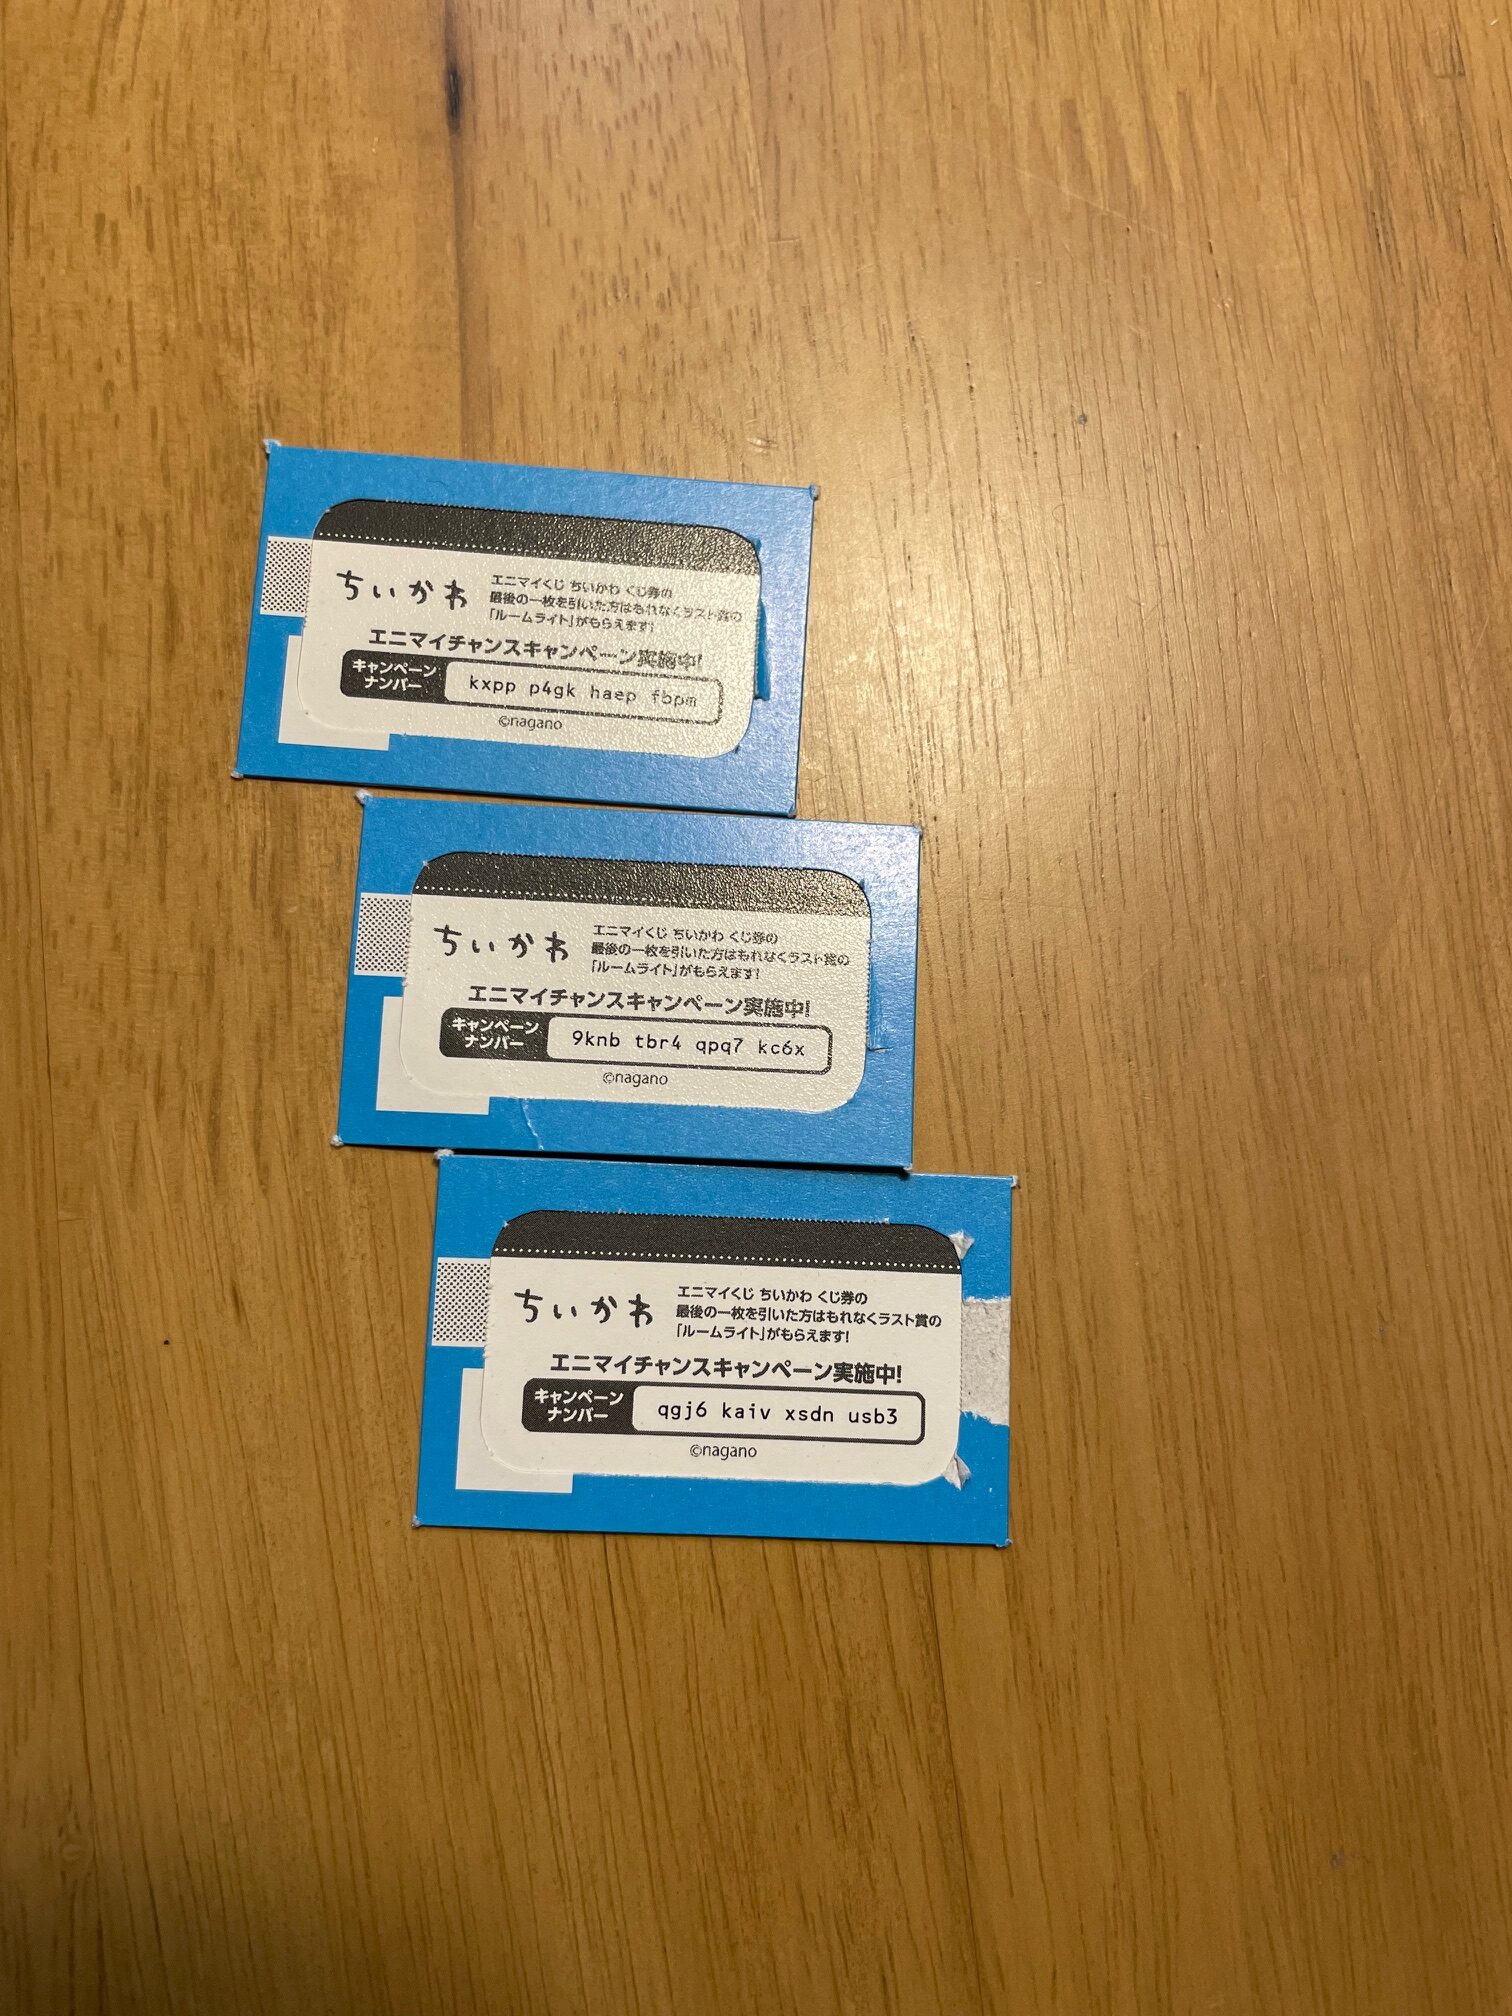 ちいかわ
エニマイくじ ちいかわ くじ券の
最後の一枚を引いた方はもれなくラスト賞の
「ルームライト」がもらえます!
エニマイチャンスキャンペーン実施中!
キャンペーン
ナンバー
kxpp p4gk haep fbpm
©nagano
ちいかわ
エニマイくじ ちいかわ くじ券の
最後の一枚を引いた方はもれなくラスト賞の
「ルームライト」がもらえます!
エニマイチャンスキャンペーン実施中!
キャンペーン
ナンバー
9knb tbr4 qpq7 kc6x
©nagano
ちいかわ
エニマイくじ ちいかわ くじ券の
最後の一枚を引いた方はもれなくラスト賞の
「ルームライト」がもらえます!
エニマイチャンスキャンペーン実施中!
キャンペーン
ナンバー
qgj6 kaiv xsdn usb3
©nagano